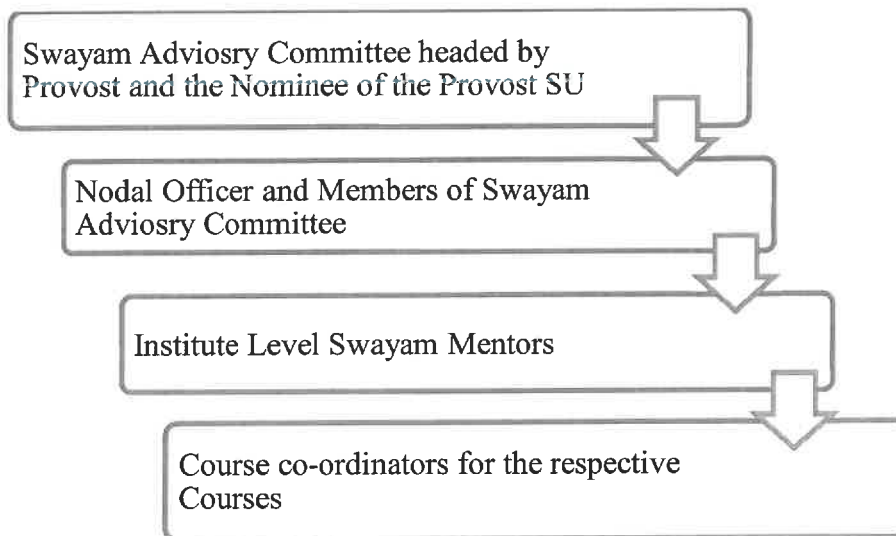 Swayam Adviosry Committee headed by
Provost and the Nominee of the Provost SU
Nodal Officer and Members of Swayam
Adviosry Committee
Institute Level Swayam Mentors
Course co-ordinators for the respective
Courses